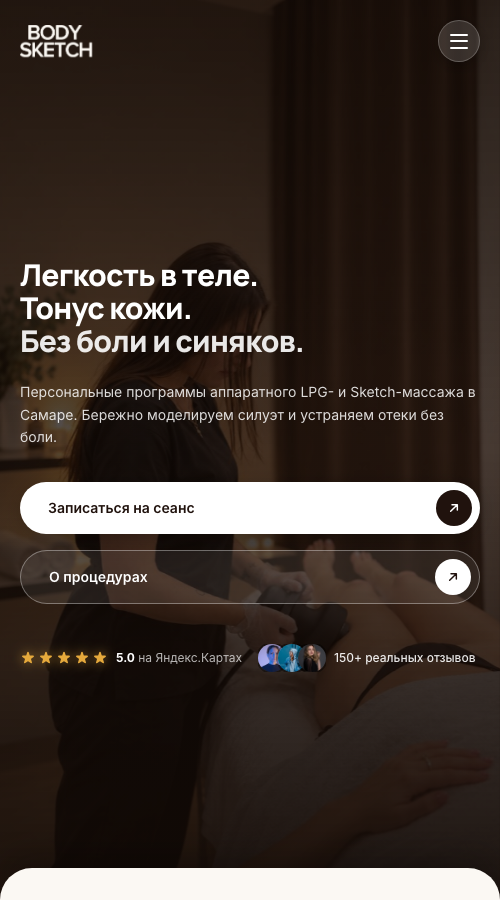 BODY
SKETCH
Легкость в теле.
Тонус кожи.
Без боли и синяков.
Персональные программы аппаратного LPG- и Sketch-массажа в
Самаре. Бережно моделируем силуэт и устраняем отеки без
боли.
Записаться на сеанс
О процедурах
5.0 на Яндекс.Картах
150+ реальных отзывов